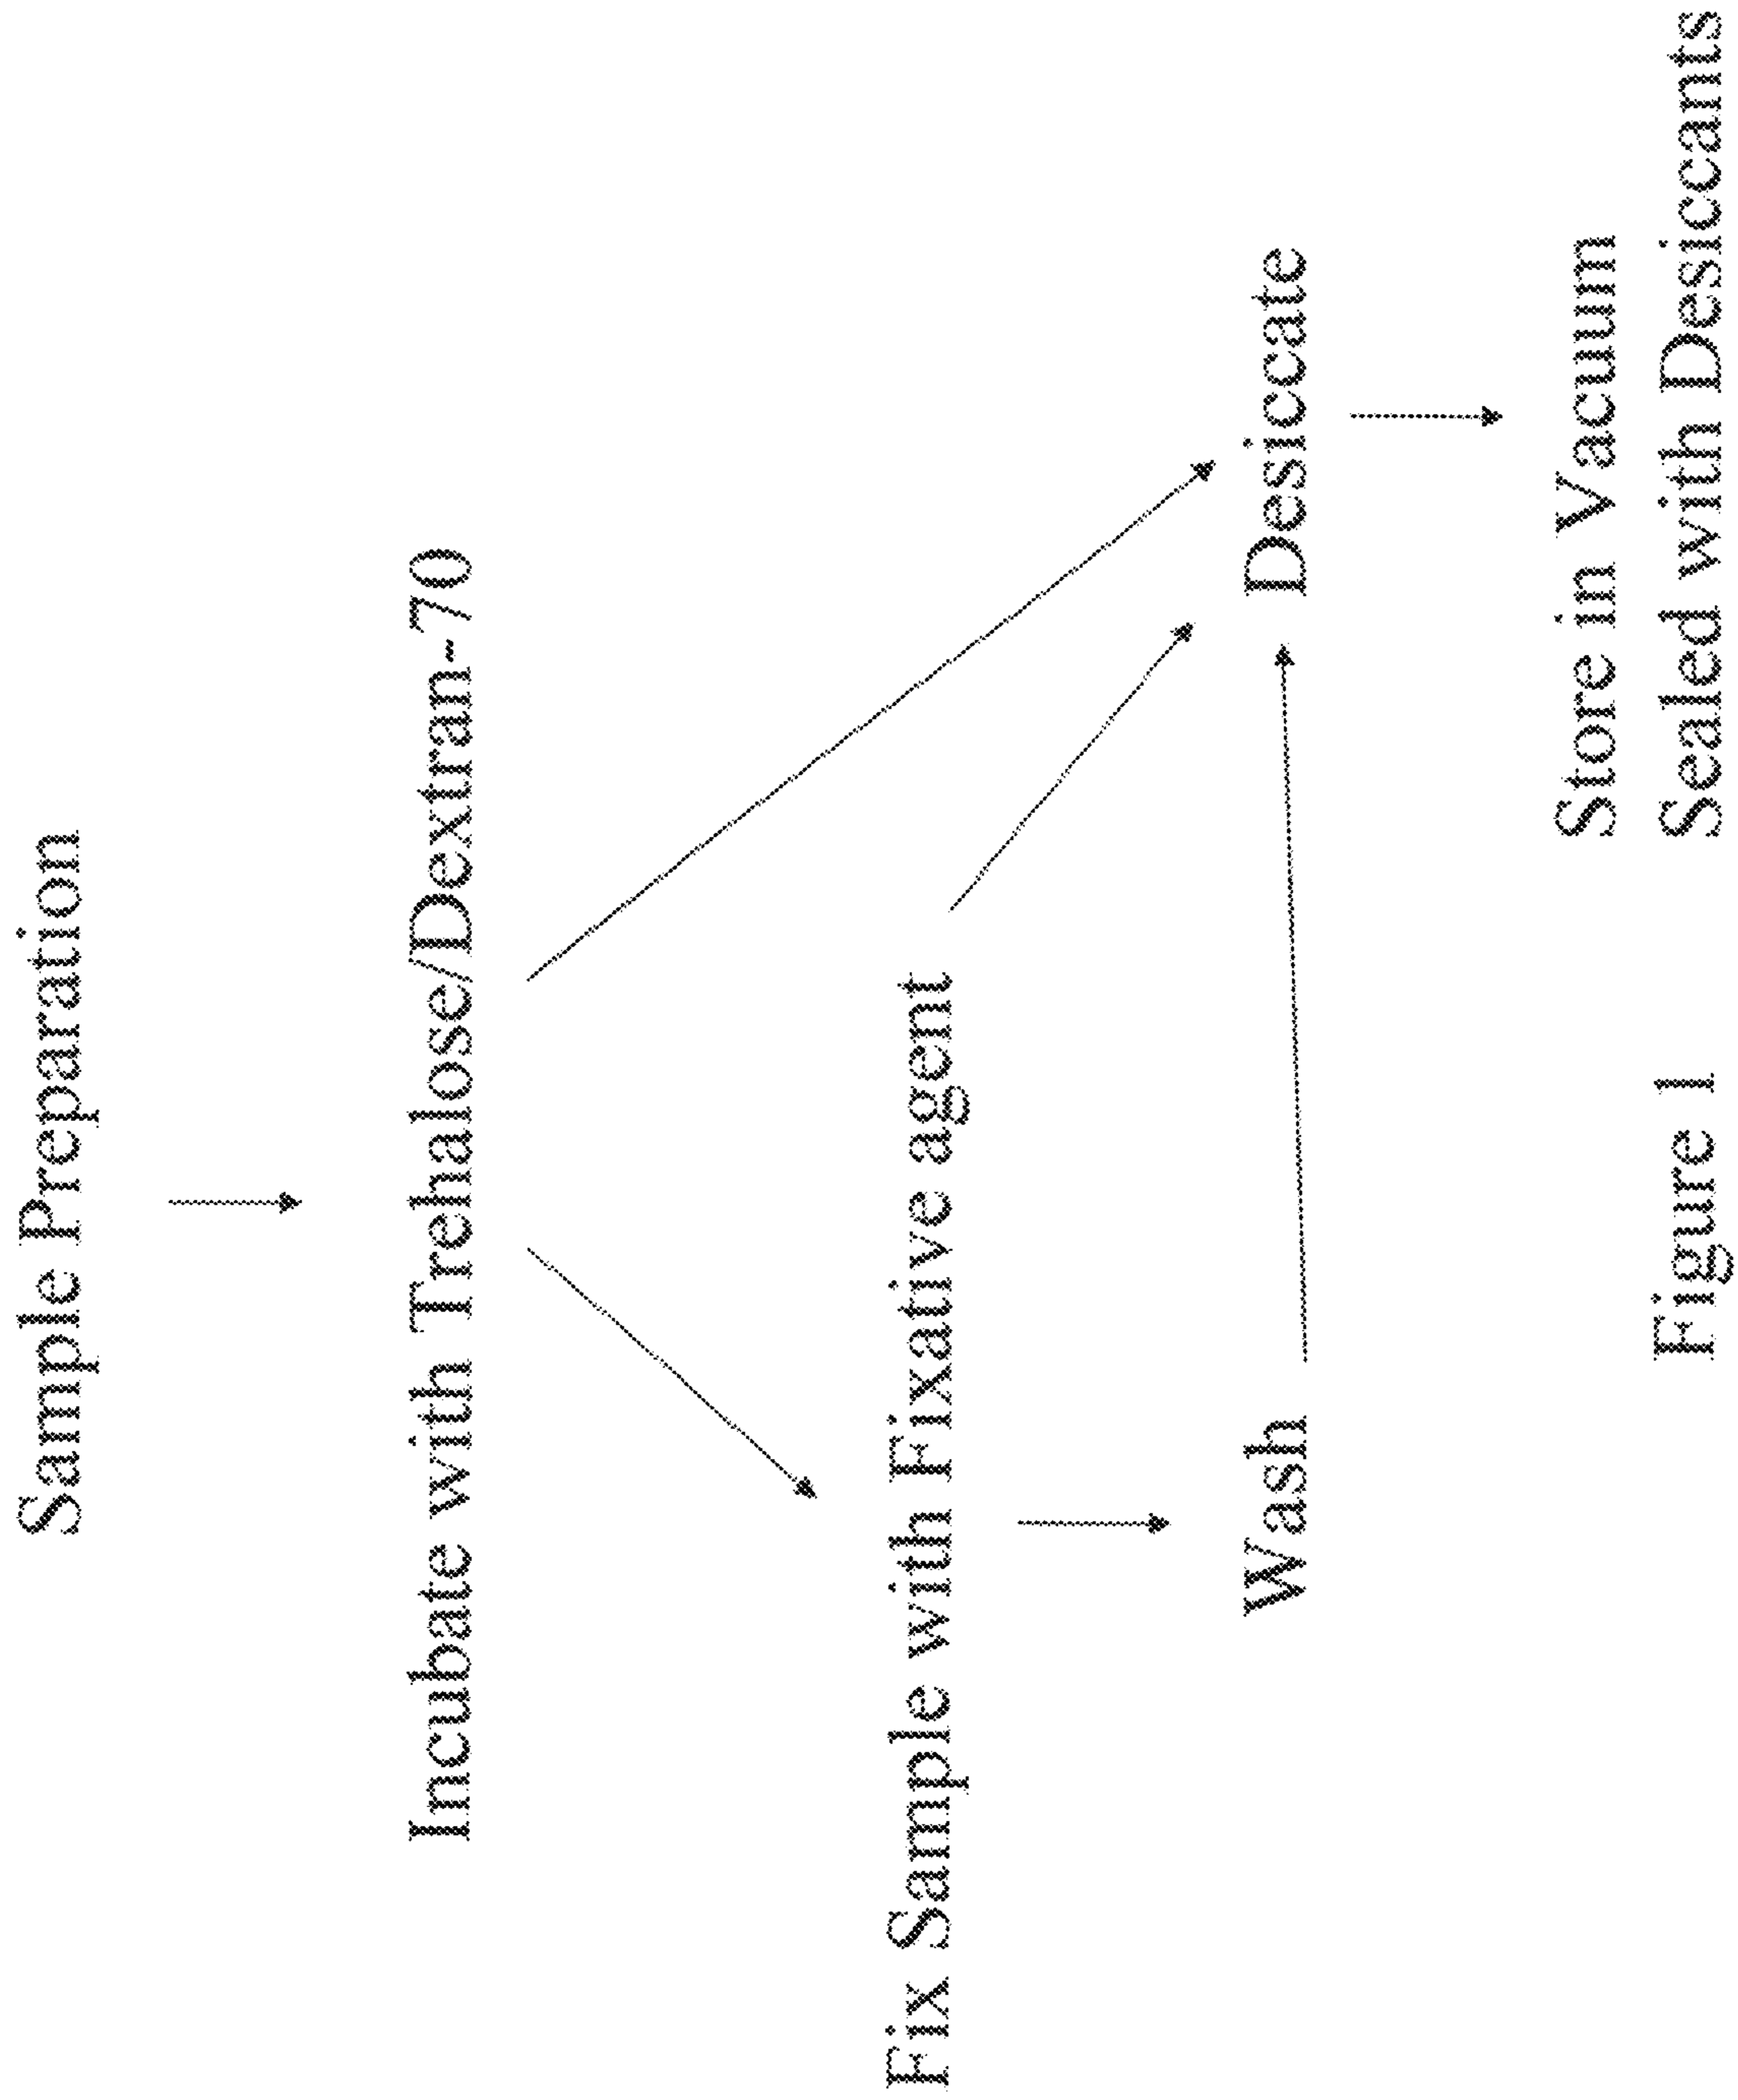 Sample Preparation
Incubate with Trehalose/Dextran-70
Fix Sample with Fixative agent
Wash
Desiccate
Store in Vacuum
Sealed with Desiccants
Figure 1